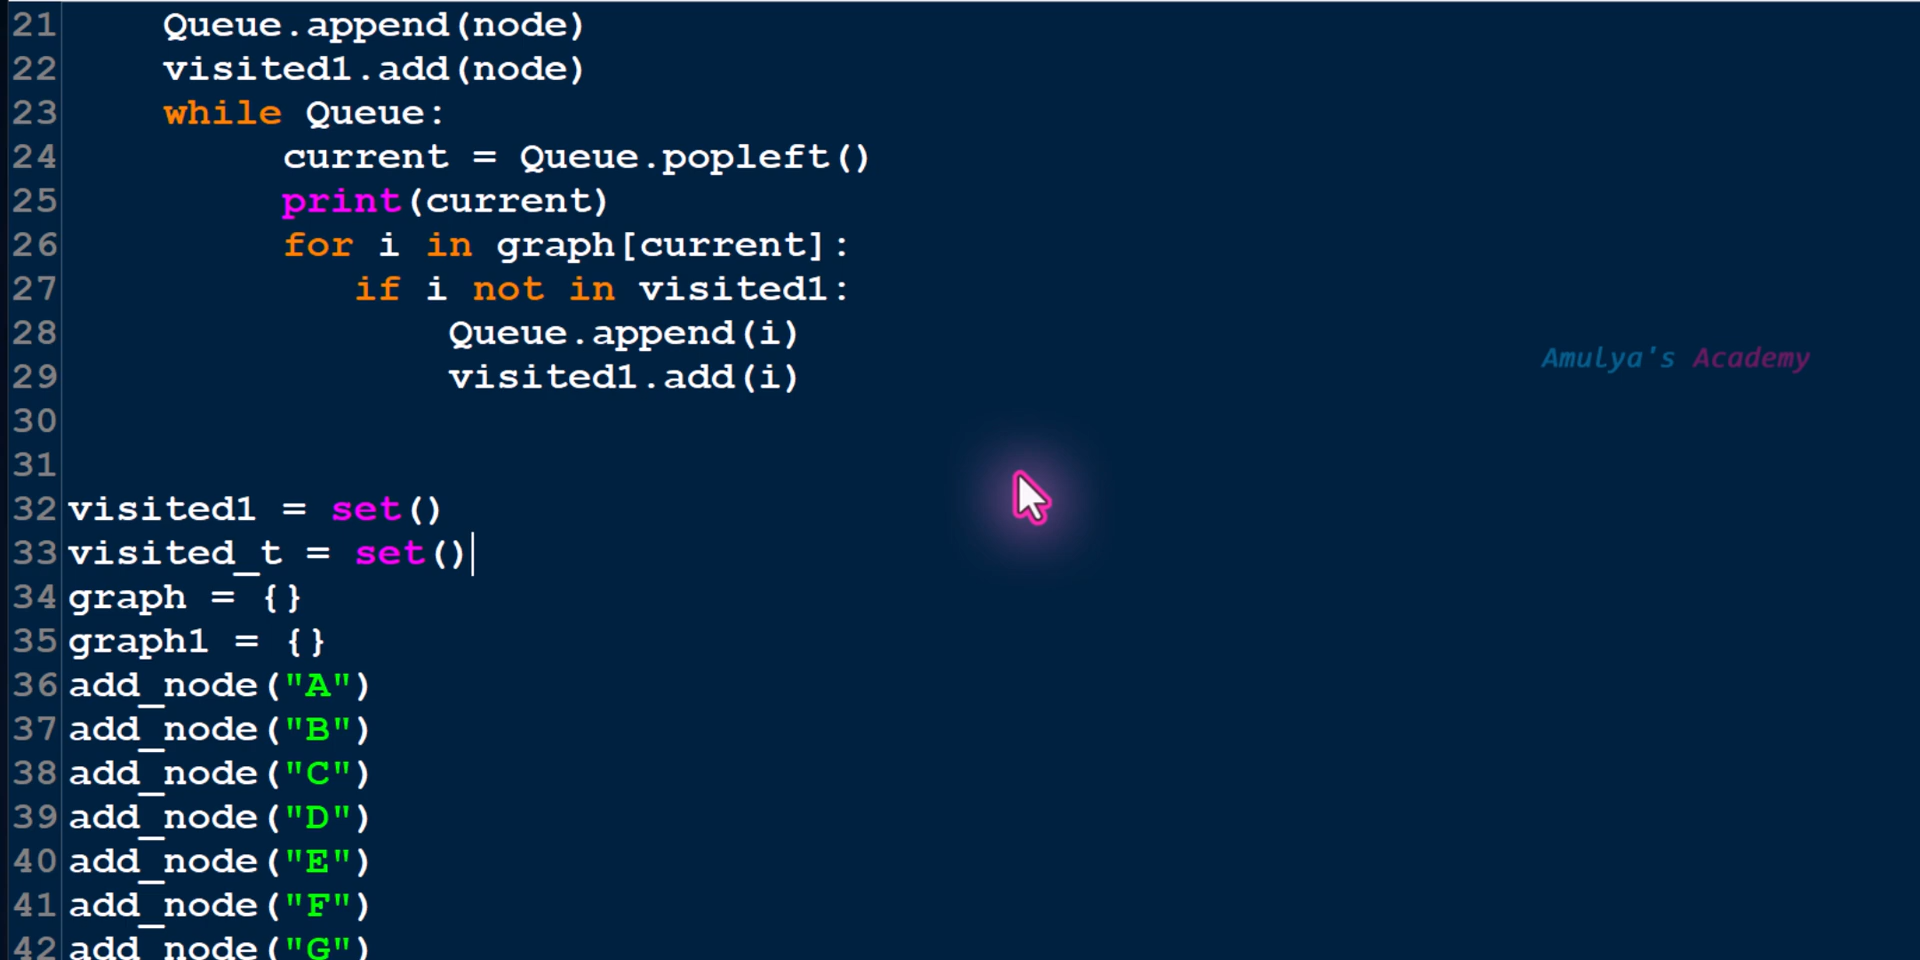 21 Queue.append(node)
22 visited1.add(node)
23 while Queue:
24 current = Queue.popleft()
25 print(current)
26 for i in graph[current]:
27 if i not in visited1:
28 Queue.append(i)
29 visited1.add(i)
Amulya's Academy
30
31
32 visited1 = set()
33 visited_t = set()
34 graph = {}
35 graph1 = {}
36 add_node("A")
37 add_node("B")
38 add_node("C")
39 add_node("D")
40 add_node("E")
41 add_node("F")
42 add_node("G")